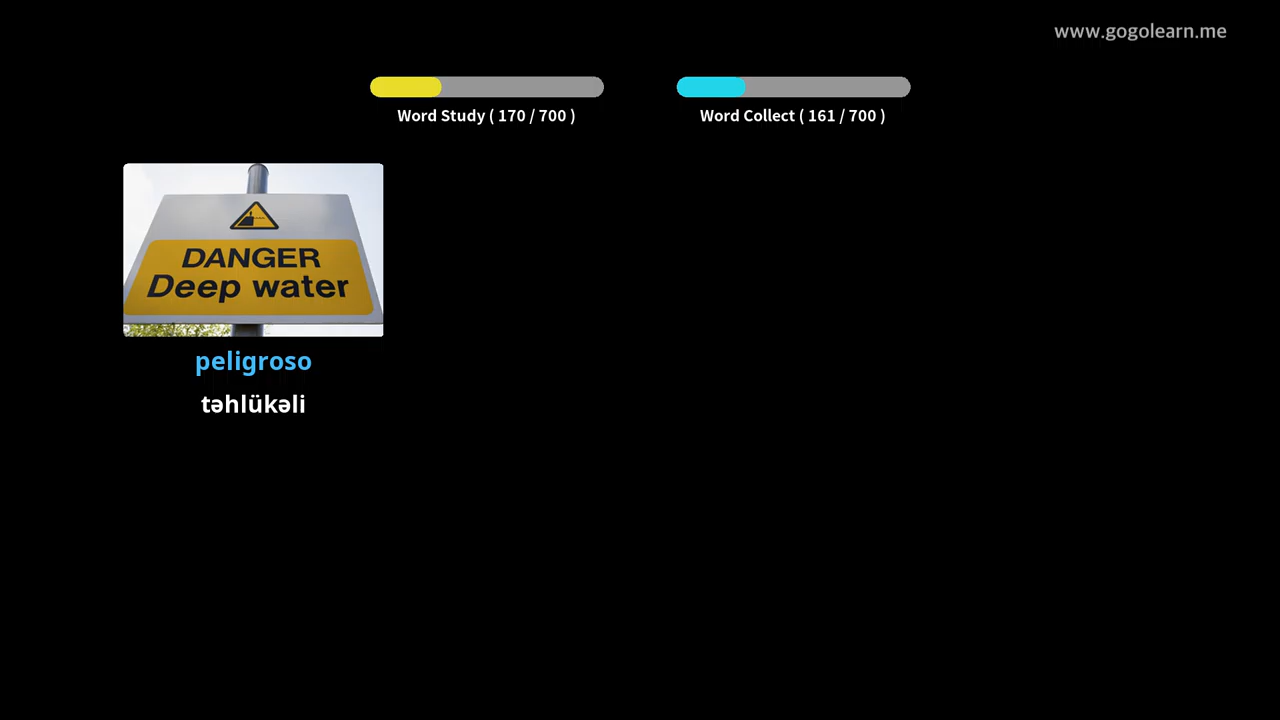 www.gogolearn.me
Word Study ( 170 / 700 )
Word Collect ( 161 / 700 )
DANGER
Deep water
peligroso
təhlükəli